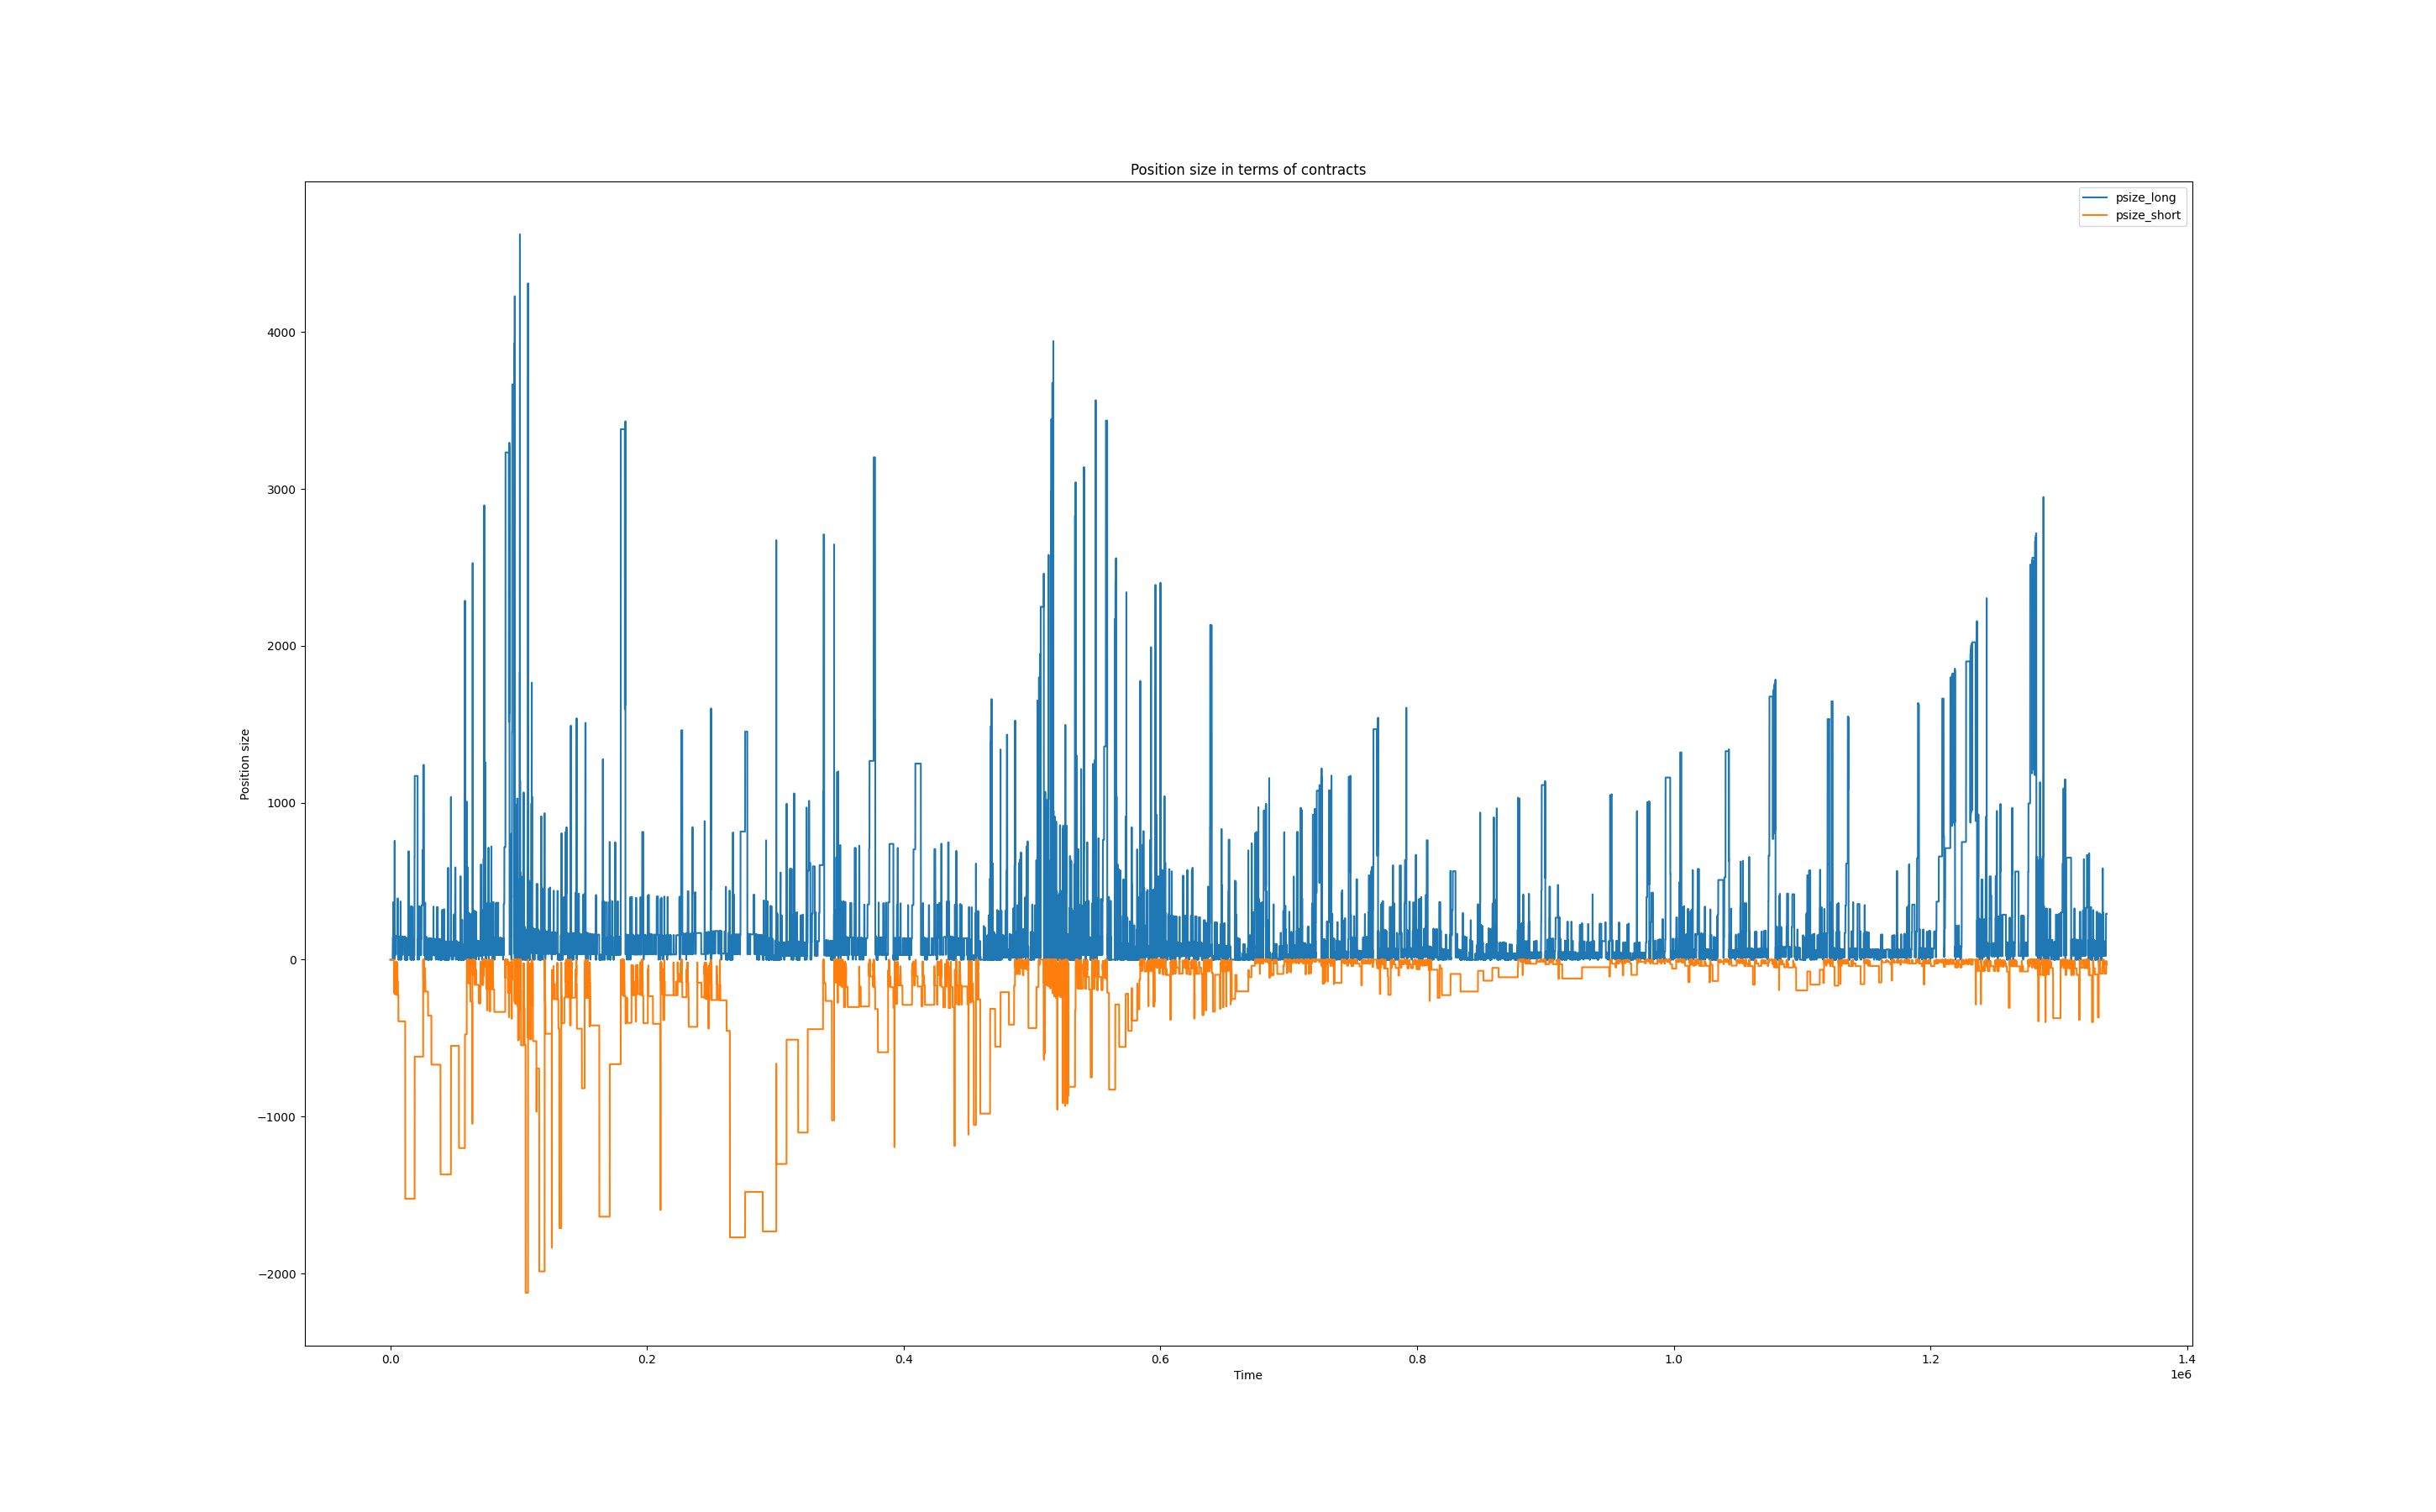 Position size in terms of contracts
psize_long
psize_short
4000
3000
2000
1000
0
−1000
−2000
Position size
0.0
0.2
0.4
0.6
0.8
1.0
1.2
1.4
1e6
Time